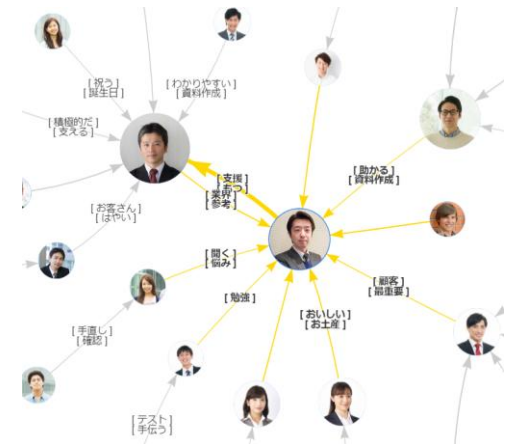 [祝う]
[誕生日]
[わかりやすい]
[資料作成]
[積極的だ]
[支える]
[助かる]
[資料作成]
[支援]
[もつ]
[業界]
[参考]
[お客さん]
[はやい]
[聞く]
[悩み]
[顧客]
[最重要]
[勉強]
[おいしい]
[お土産]
[手直し]
[確認]
[テスト]
[手伝う]